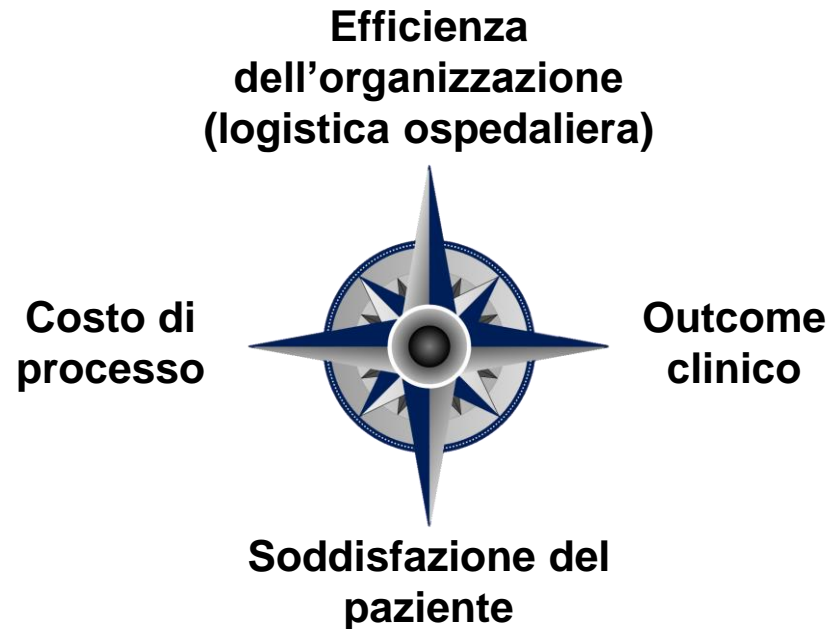 Efficienza
dell’organizzazione
(logistica ospedaliera)
Costo di
processo
Outcome
clinico
Soddisfazione del
paziente